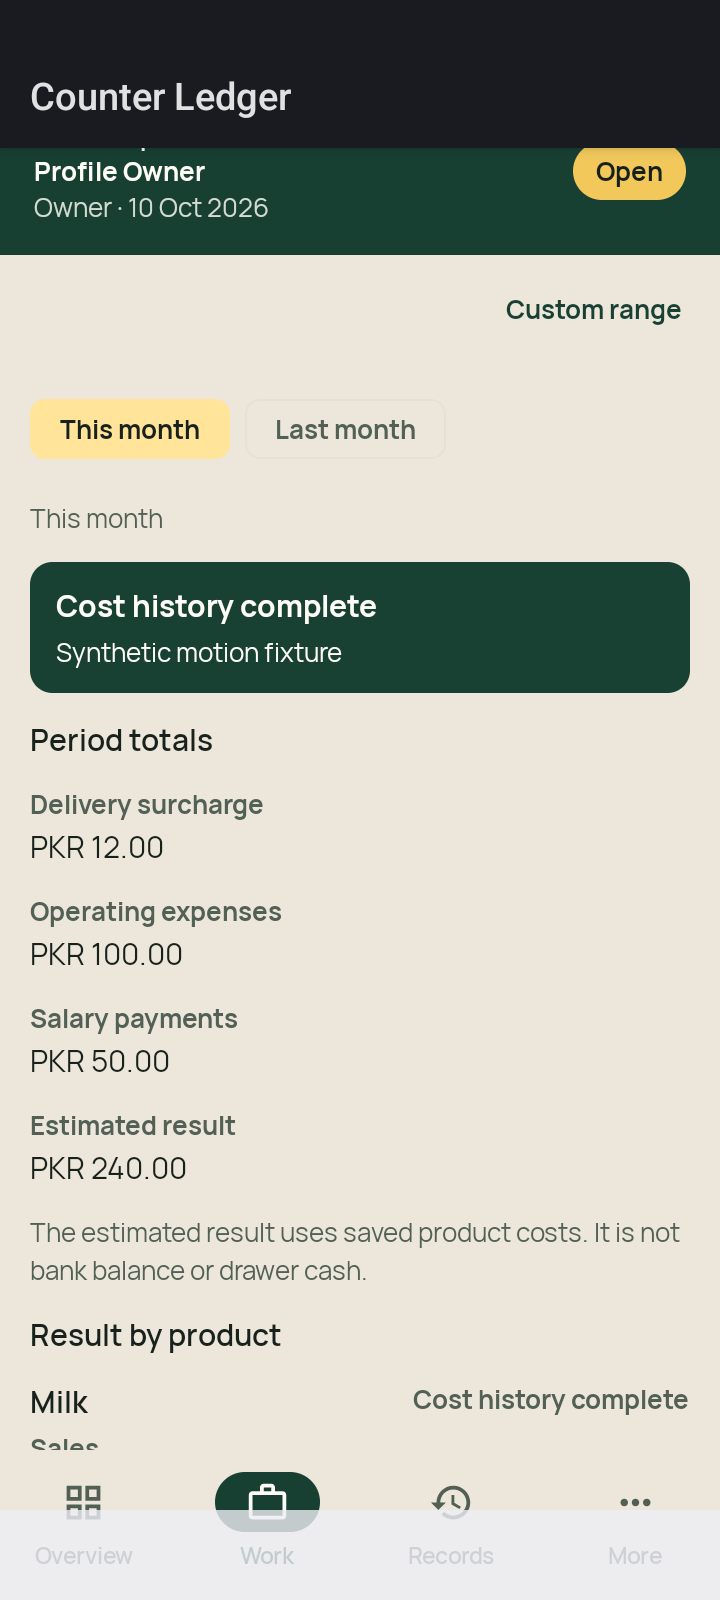 Counter Ledger
Profile Owner
Open
Owner · 10 Oct 2026
Custom range
This month
Last month
This month
Cost history complete
Synthetic motion fixture
Period totals
Delivery surcharge
PKR 12.00
Operating expenses
PKR 100.00
Salary payments
PKR 50.00
Estimated result
PKR 240.00
The estimated result uses saved product costs. It is not
bank balance or drawer cash.
Result by product
Milk
Cost history complete
Sales
Overview
Work
Records
More